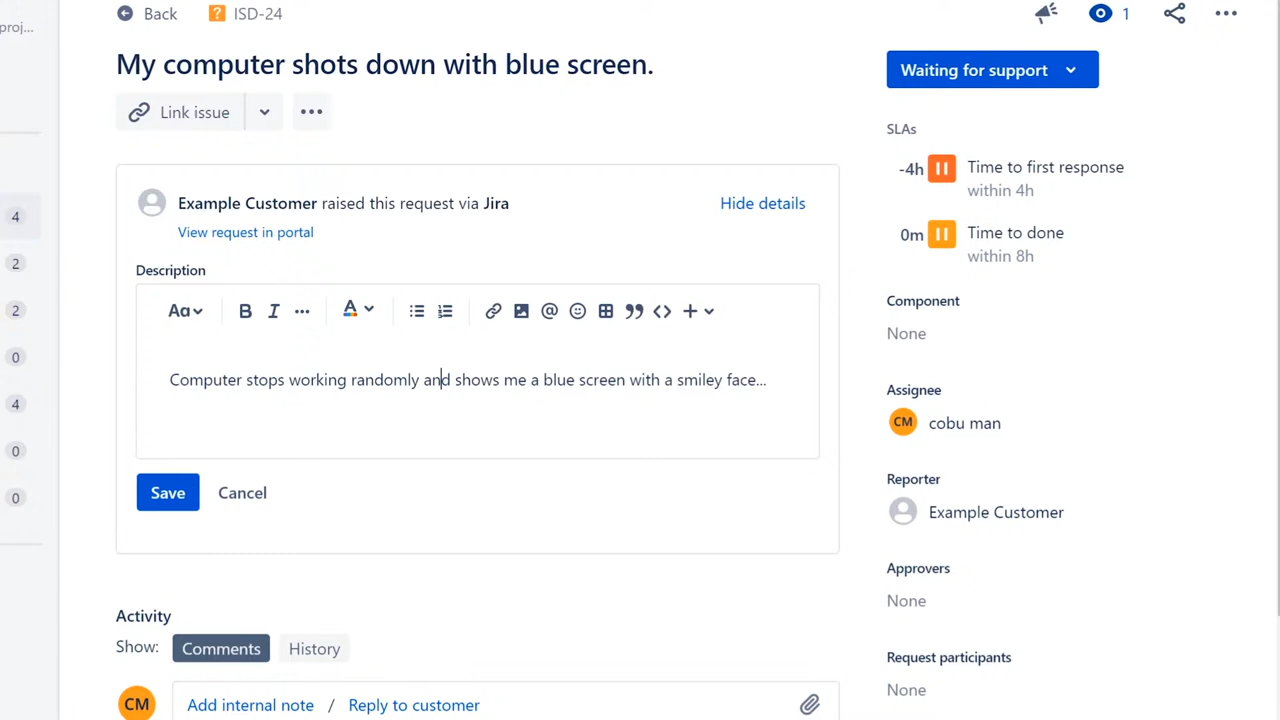 proj...
Back
ISD-24
1
My computer shots down with blue screen.
Link issue
Waiting for support
SLAs
-4h Time to first response
within 4h
0m Time to done
within 8h
4
2
2
0
4
0
0
Example Customer raised this request via Jira
Hide details
View request in portal
Description
Aa B I A @ +
Computer stops working randomly and shows me a blue screen with a smiley face...
Save Cancel
Component
None
Assignee
CM cobu man
Reporter
Example Customer
Approvers
None
Request participants
None
Activity
Show: Comments History
CM Add internal note / Reply to customer